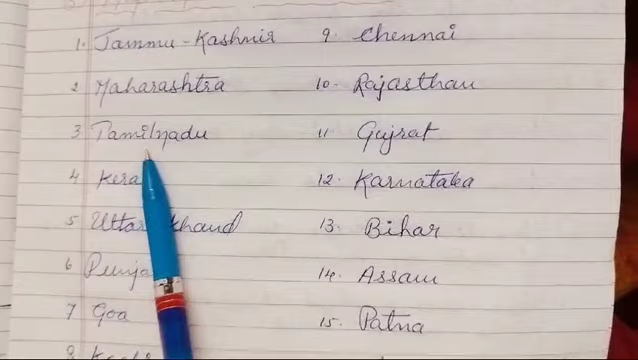 1. Jammu - Kashmir
2 Maharashtra
3 Tamilnadu
4
5
6
7 Goa
8
9. Chennai
10. Rajasthan
11 Gujrat
12. Karnataka
13. Bihar
14. Assam
15. Patna